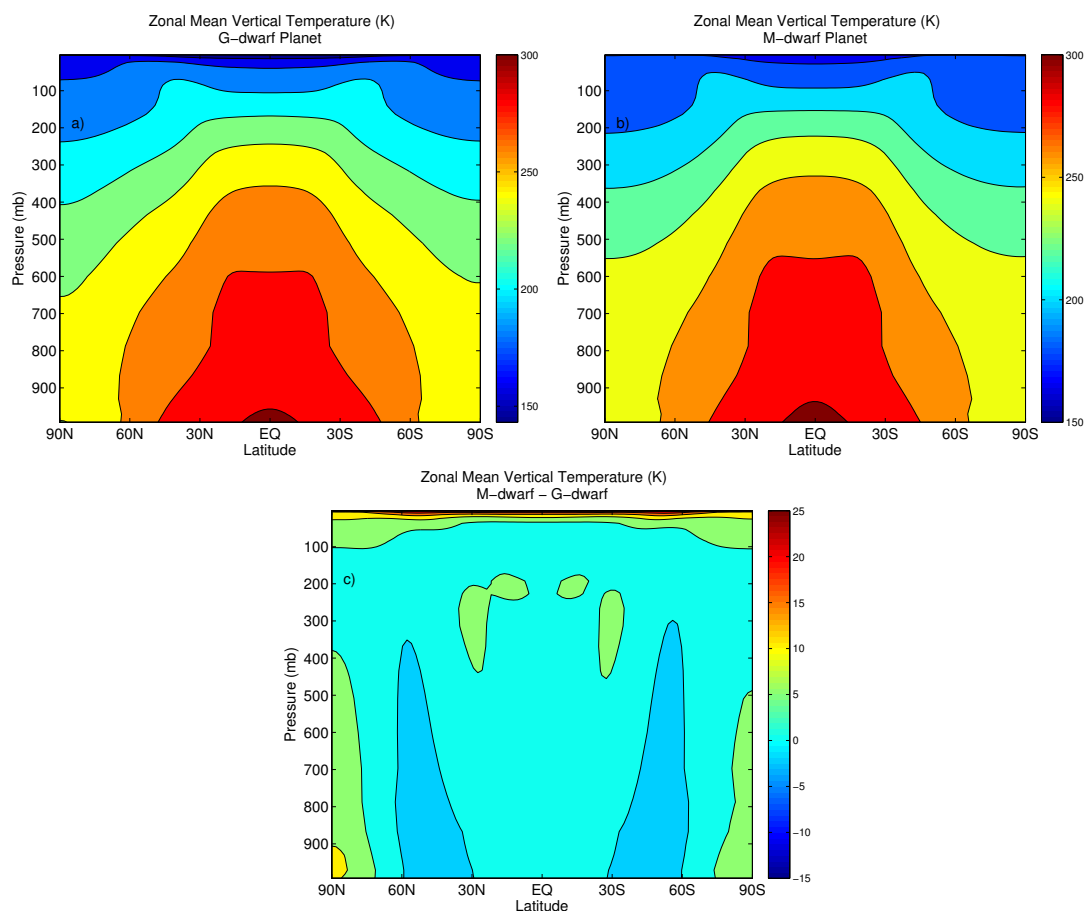 Zonal Mean Vertical Temperature (K)
G−dwarf Planet
a)
100
200
300
400
500
600
700
800
900
Pressure (mb)
90N 60N 30N EQ 30S 60S 90S
Latitude
300
250
200
150
Zonal Mean Vertical Temperature (K)
M−dwarf Planet
b)
100
200
300
400
500
600
700
800
900
Pressure (mb)
90N 60N 30N EQ 30S 60S 90S
Latitude
300
250
200
150
Zonal Mean Vertical Temperature (K)
M−dwarf − G−dwarf
c)
100
200
300
400
500
600
700
800
900
Pressure (mb)
90N 60N 30N EQ 30S 60S 90S
Latitude
25
20
15
10
5
0
−5
−10
−15